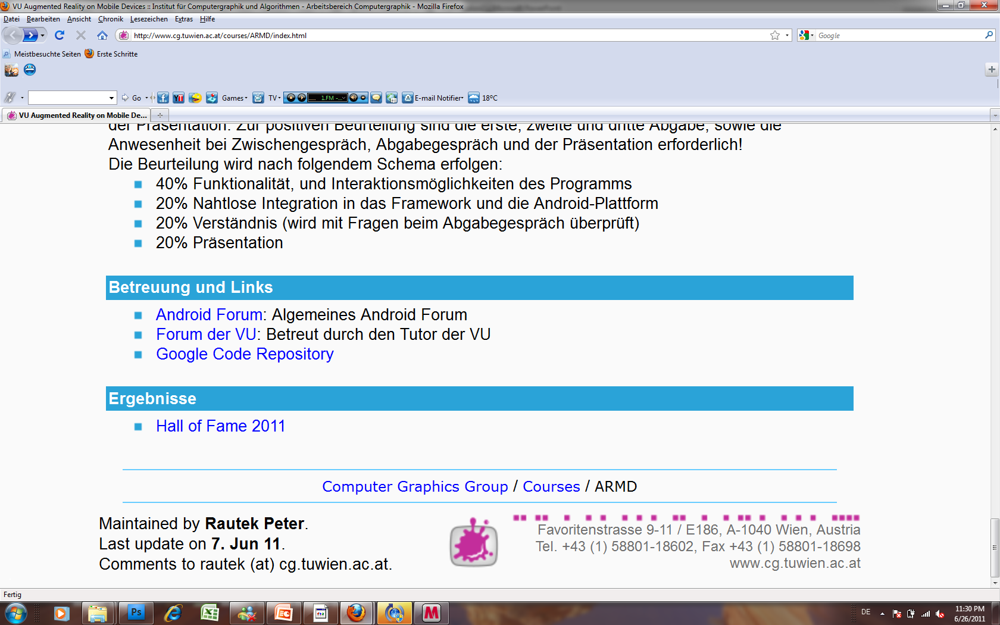 VU Augmented Reality on Mobile Devices :: Institut für Computergraphik und Algorithmen - Arbeitsbereich Computergraphik - Mozilla Firefox
Datei Bearbeiten Ansicht Chronik Lesezeichen Extras Hilfe
http://www.cg.tuwien.ac.at/courses/ARMD/index.html
Google
Meistbesuchte Seiten Erste Schritte
Go Games TV 1.FM -... E-mail Notifier 18°C
VU Augmented Reality on Mobile De...
der Präsentation. Zur positiven Beurteilung sind die erste, zweite und dritte Abgabe, sowie die
Anwesenheit bei Zwischengespräch, Abgabegespräch und der Präsentation erforderlich!
Die Beurteilung wird nach folgendem Schema erfolgen:
40% Funktionalität, und Interaktionsmöglichkeiten des Programms
20% Nahtlose Integration in das Framework und die Android-Plattform
20% Verständnis (wird mit Fragen beim Abgabegespräch überprüft)
20% Präsentation
Betreuung und Links
Android Forum: Algemeines Android Forum
Forum der VU: Betreut durch den Tutor der VU
Google Code Repository
Ergebnisse
Hall of Fame 2011
Computer Graphics Group / Courses / ARMD
Maintained by Rautek Peter.
Last update on 7. Jun 11.
Comments to rautek (at) cg.tuwien.ac.at.
Favoritenstrasse 9-11 / E186, A-1040 Wien, Austria
Tel. +43 (1) 58801-18602, Fax +43 (1) 58801-18698
www.cg.tuwien.ac.at
Fertig
Ps
DE
11:30 PM
6/26/2011